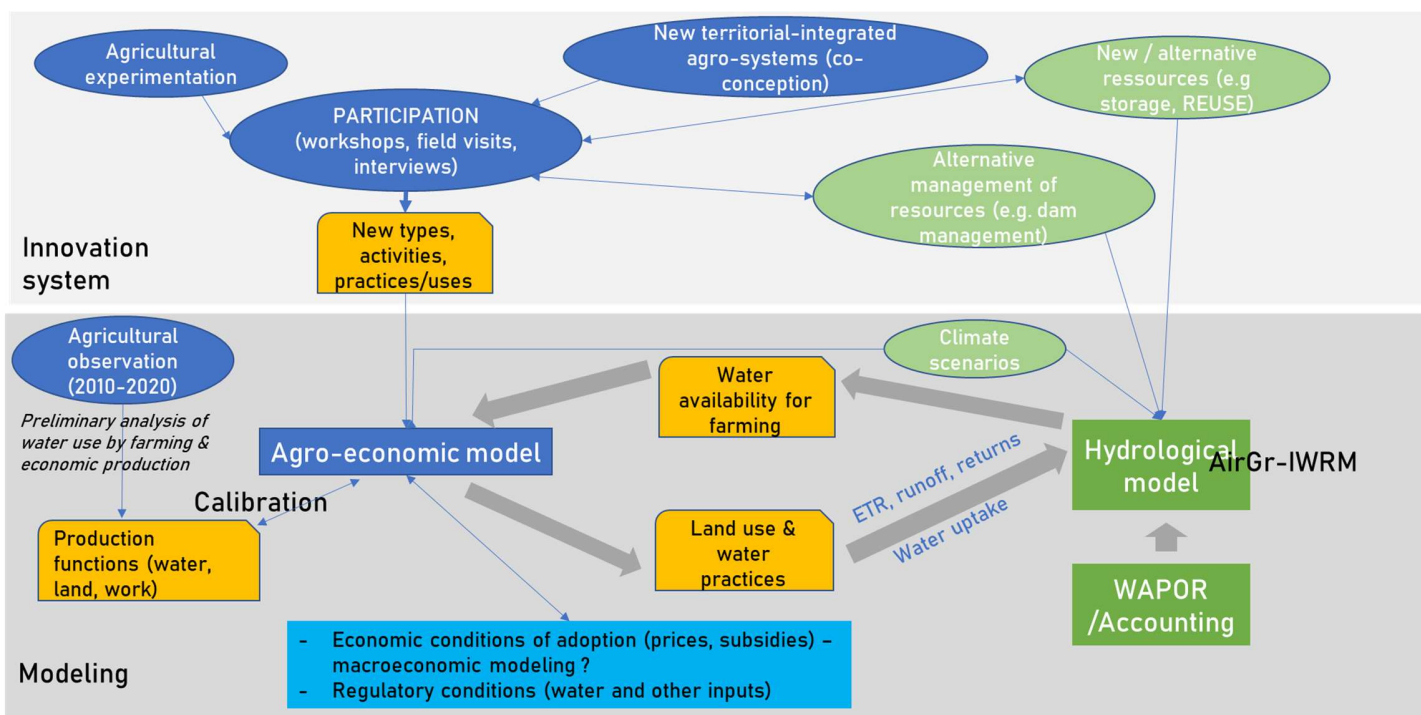 Agricultural
experimentation
New territorial-integrated
agro-systems (co-
conception)
New / alternative
ressources (e.g
storage, REUSE)
PARTICIPATION
(workshops, field visits,
interviews)
Alternative
management of
resources (e.g. dam
management)
New types,
activities,
practices/uses
Innovation
system
Agricultural
observation
(2010-2020)
Climate
scenarios
Water
availability for
farming
Preliminary analysis of
water use by farming &
economic production
Agro-economic model
Hydrological
model
AirGr-IWRM
Calibration
ETR, runoff, returns
Water uptake
Production
functions (water,
land, work)
Land use &
water
practices
WAPOR
/Accounting
- Economic conditions of adoption (prices, subsidies) –
macroeconomic modeling ?
- Regulatory conditions (water and other inputs)
Modeling